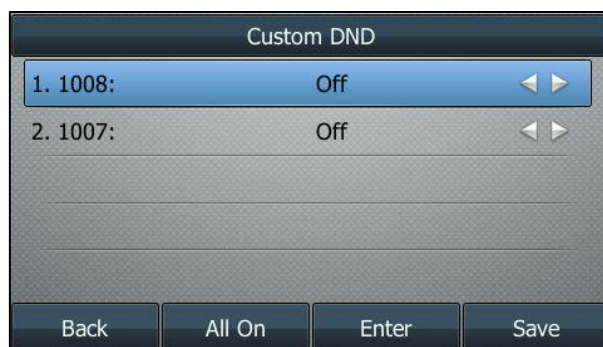 Custom DND
1. 1008: Off
2. 1007: Off
Back All On Enter Save